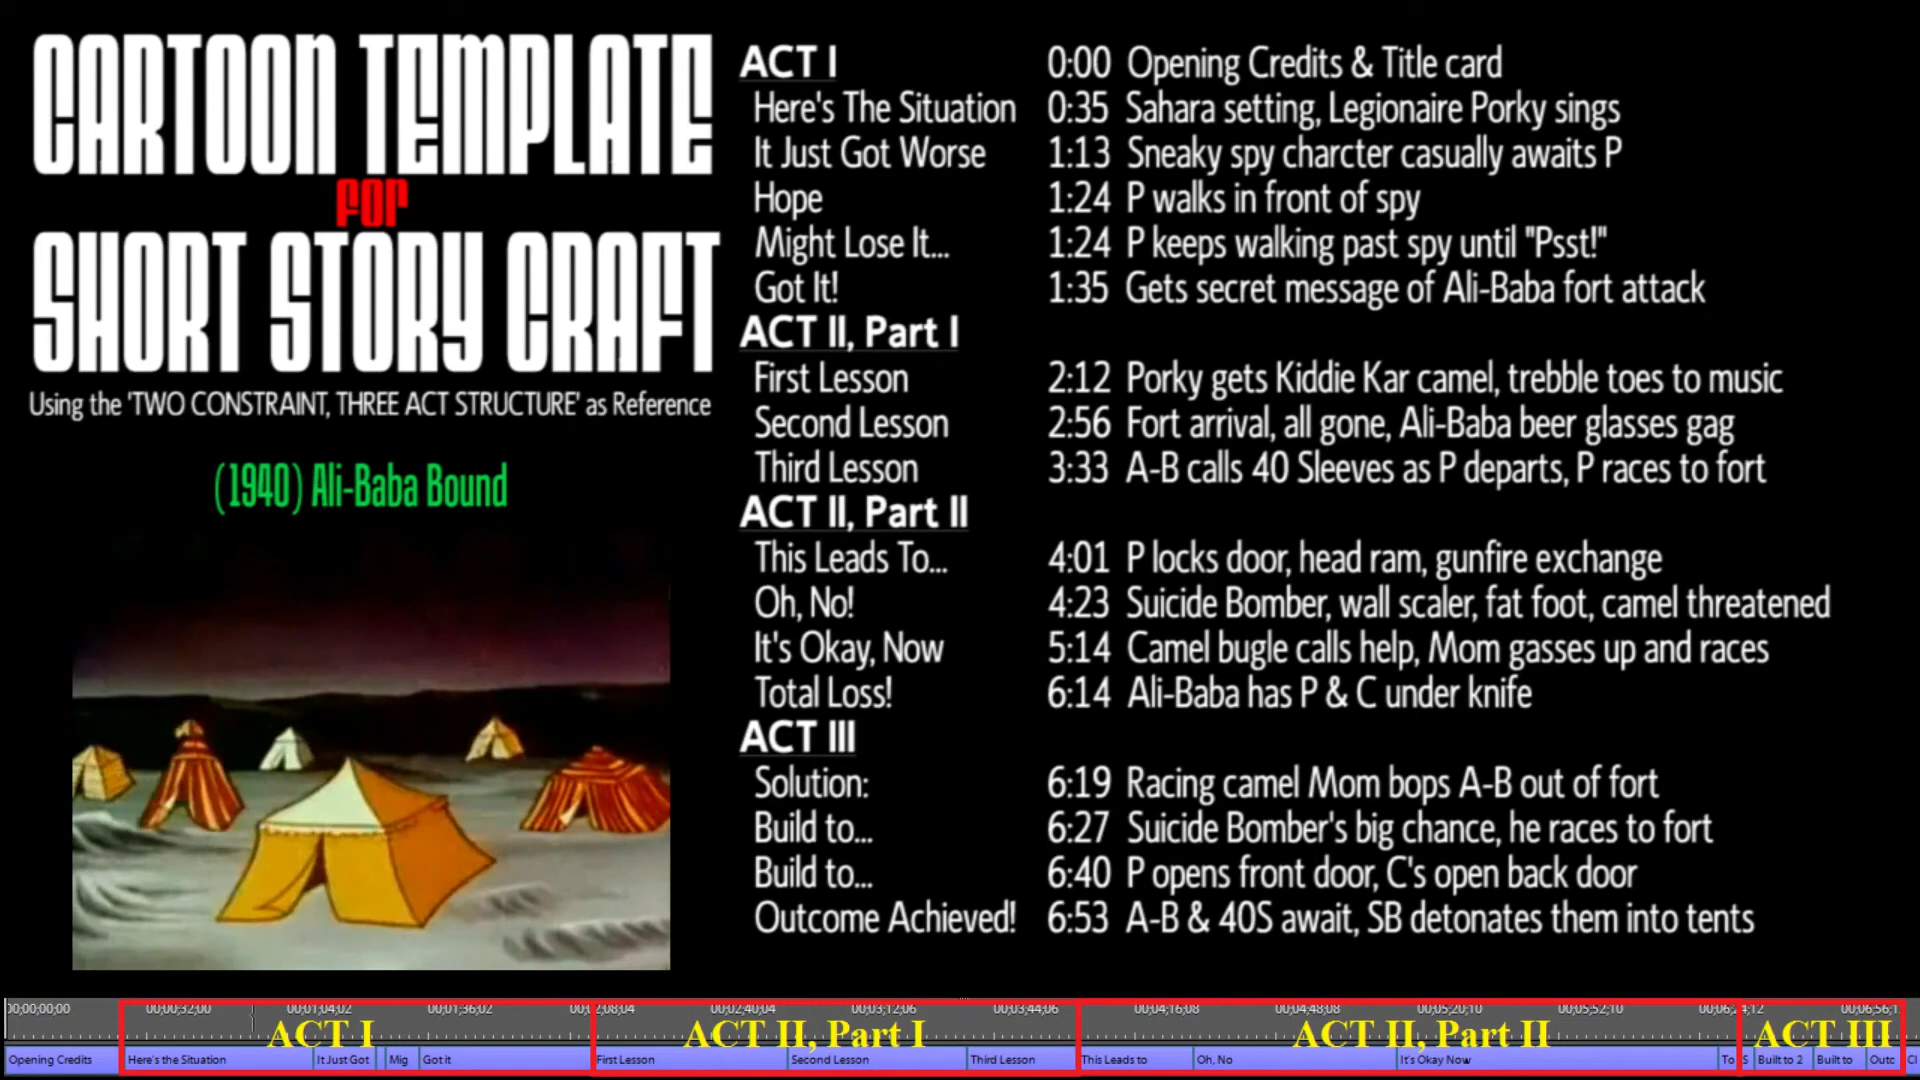 CARTOON TEMPLATE
FOR
SHORT STORY CRAFT
Using the 'TWO CONSTRAINT, THREE ACT STRUCTURE' as Reference
(1940) Ali-Baba Bound
ACT I 0:00 Opening Credits & Title card
Here's The Situation 0:35 Sahara setting, Legionaire Porky sings
It Just Got Worse 1:13 Sneaky spy charcter casually awaits P
Hope 1:24 P walks in front of spy
Might Lose It... 1:24 P keeps walking past spy until "Psst!"
Got It! 1:35 Gets secret message of Ali-Baba fort attack
ACT II, Part I
First Lesson 2:12 Porky gets Kiddie Kar camel, trebble toes to music
Second Lesson 2:56 Fort arrival, all gone, Ali-Baba beer glasses gag
Third Lesson 3:33 A-B calls 40 Sleeves as P departs, P races to fort
ACT II, Part II
This Leads To... 4:01 P locks door, head ram, gunfire exchange
Oh, No! 4:23 Suicide Bomber, wall scaler, fat foot, camel threatened
It's Okay, Now 5:14 Camel bugle calls help, Mom gasses up and races
Total Loss! 6:14 Ali-Baba has P & C under knife
ACT III
Solution: 6:19 Racing camel Mom bops A-B out of fort
Build to... 6:27 Suicide Bomber's big chance, he races to fort
Build to... 6:40 P opens front door, C's open back door
Outcome Achieved! 6:53 A-B & 40S await, SB detonates them into tents
00;00;00;00 00;00;32;00 00;01;04;02 00;01;36;02 00;02;08;04 00;02;40;04 00;03;12;06 00;03;44;06 00;04;16;08 00;04;48;08 00;05;20;10 00;05;52;10 00;06;24;12 00;06;56;1
ACT I ACT II, Part I ACT II, Part II ACT III
Opening Credits Here's the Situation It Just Got Mig Got it First Lesson Second Lesson Third Lesson This Leads to Oh, No It's Okay Now To S Built to 2 Built to Outc Cl